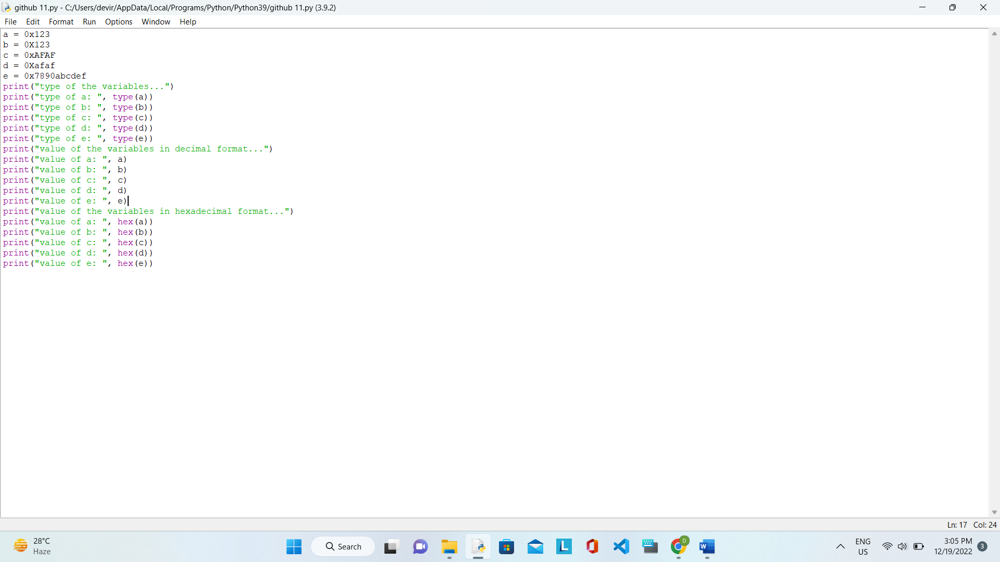 github 11.py - C:/Users/devir/AppData/Local/Programs/Python/Python39/github 11.py (3.9.2)
File Edit Format Run Options Window Help
a = 0x123
b = 0X123
c = 0xAFAF
d = 0Xafaf
e = 0x7890abcdef
print("type of the variables...")
print("type of a: ", type(a))
print("type of b: ", type(b))
print("type of c: ", type(c))
print("type of d: ", type(d))
print("type of e: ", type(e))
print("value of the variables in decimal format...")
print("value of a: ", a)
print("value of b: ", b)
print("value of c: ", c)
print("value of d: ", d)
print("value of e: ", e)
print("value of the variables in hexadecimal format...")
print("value of a: ", hex(a))
print("value of b: ", hex(b))
print("value of c: ", hex(c))
print("value of d: ", hex(d))
print("value of e: ", hex(e))
Ln: 17 Col: 24
28°C
Haze
Search
L
W
D
ENG
US
3:05 PM
12/19/2022
3